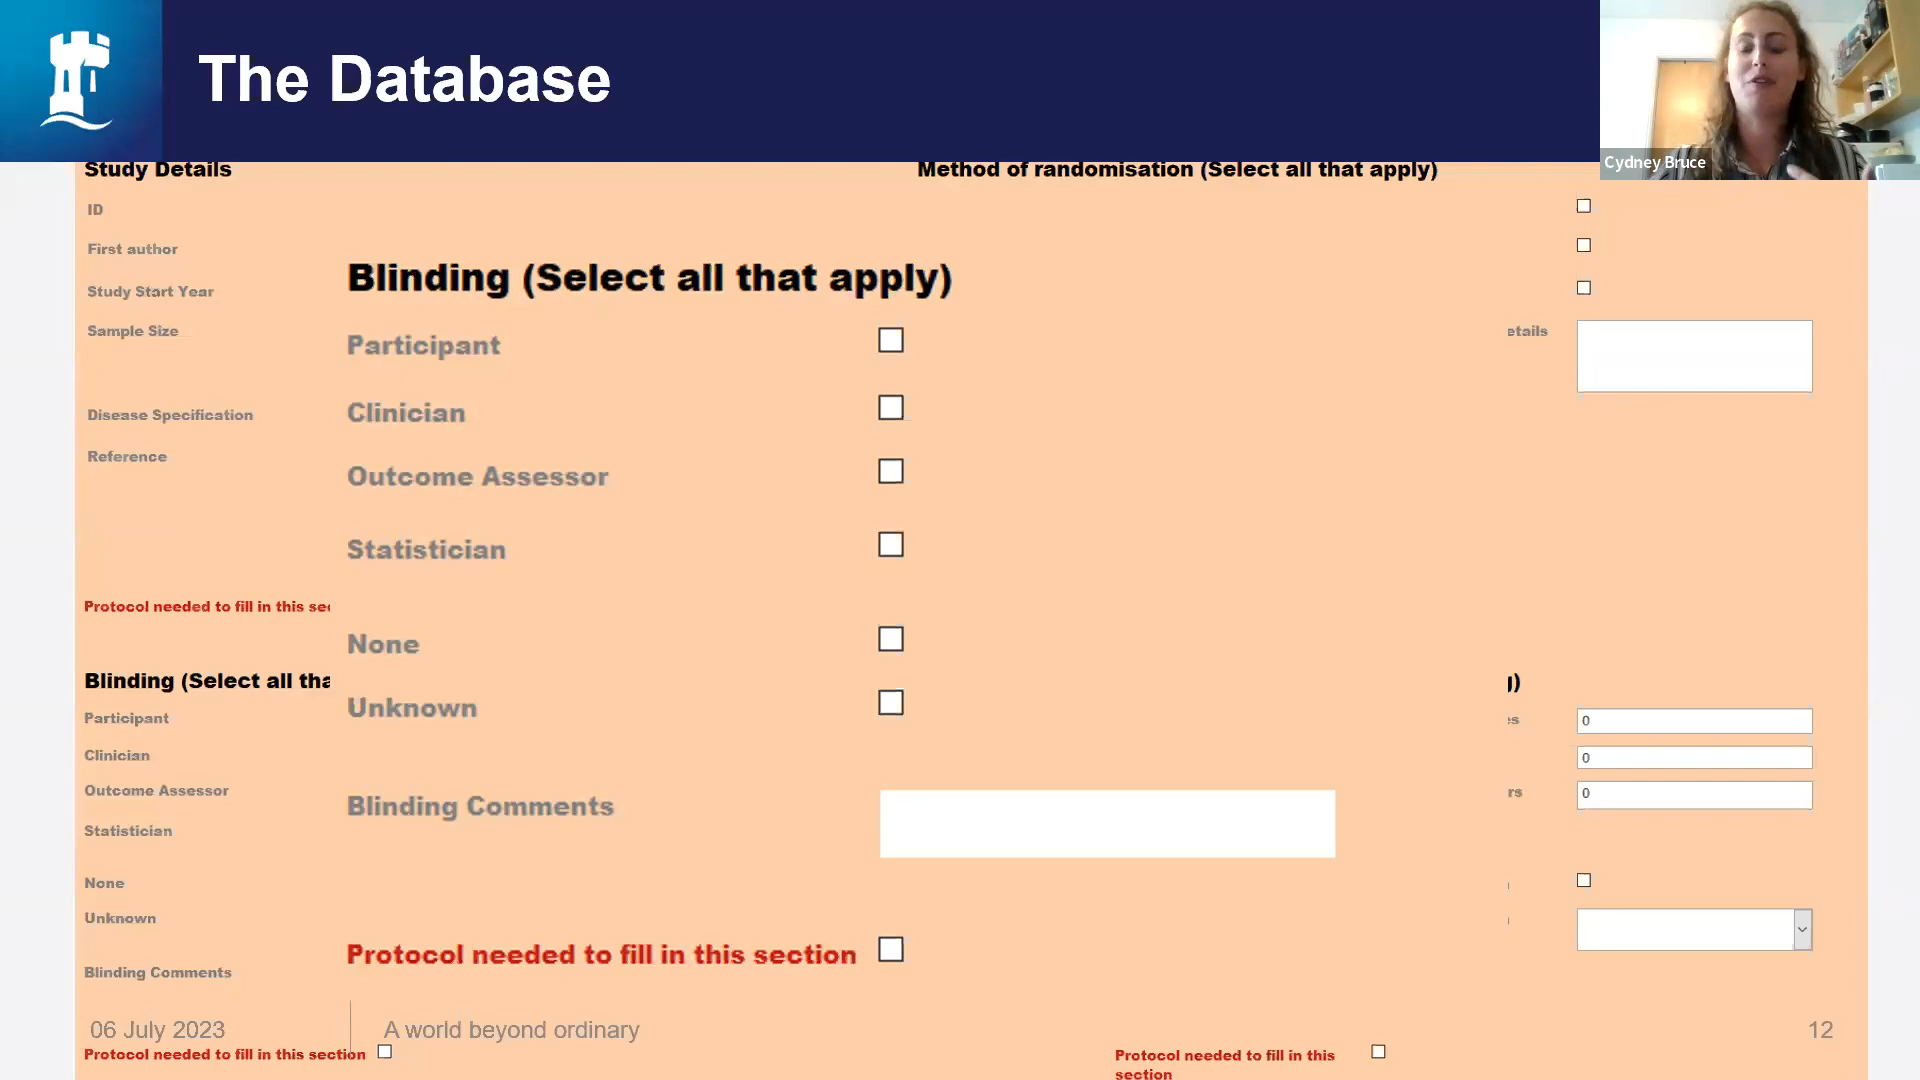 The Database
Cydney Bruce
Study Details
Method of randomisation (Select all that apply)
ID
First author
Study Start Year
Sample Size
etails
Disease Specification
Reference
Protocol needed to fill in this sec
Blinding (Select all tha
Participant
Clinician
Outcome Assessor
Statistician
None
Unknown
Blinding Comments
Blinding (Select all that apply)
Participant
Clinician
Outcome Assessor
Statistician
None
Unknown
Blinding Comments
Protocol needed to fill in this section
0
0
rs
0
06 July 2023
A world beyond ordinary
12
Protocol needed to fill in this section
Protocol needed to fill in this
section